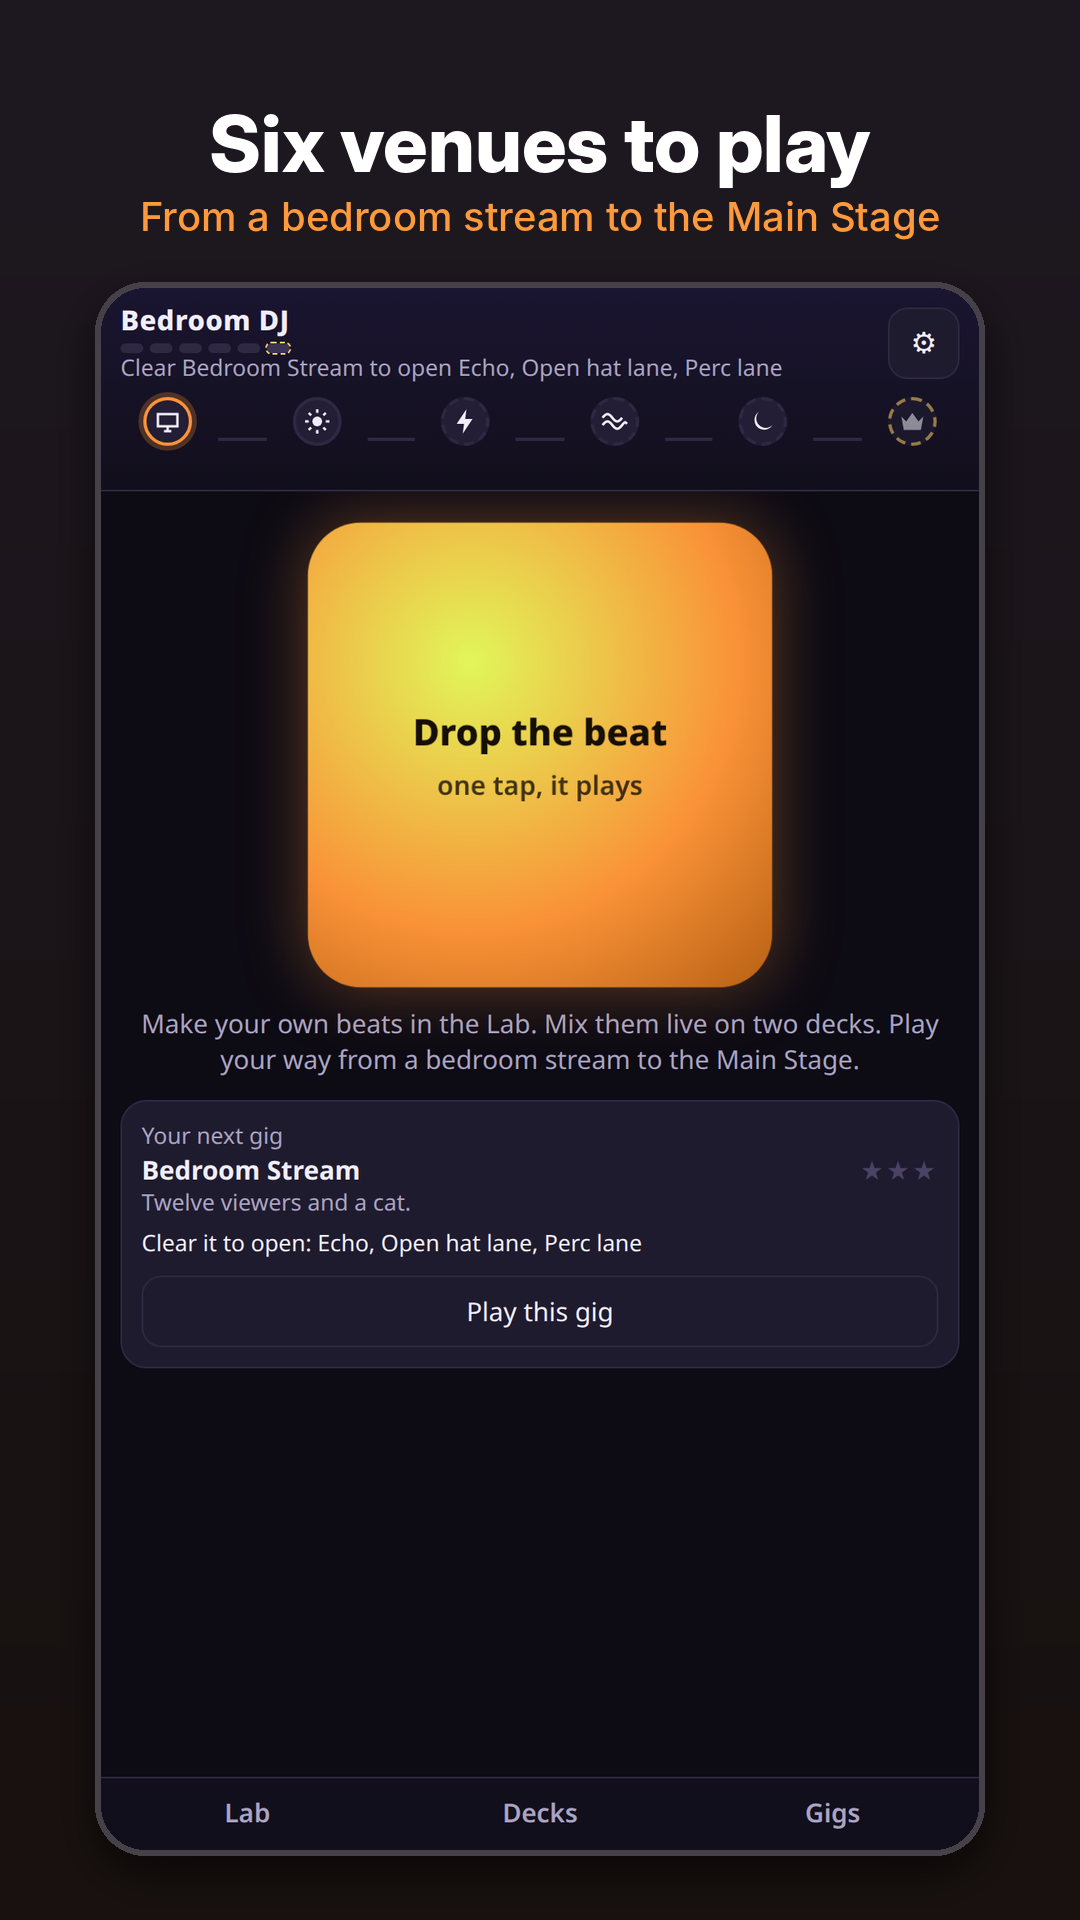 Six venues to play
From a bedroom stream to the Main Stage
Bedroom DJ
Clear Bedroom Stream to open Echo, Open hat lane, Perc lane
Drop the beat
one tap, it plays
Make your own beats in the Lab. Mix them live on two decks. Play
your way from a bedroom stream to the Main Stage.
Your next gig
Bedroom Stream
Twelve viewers and a cat.
Clear it to open: Echo, Open hat lane, Perc lane
Play this gig
Lab
Decks
Gigs